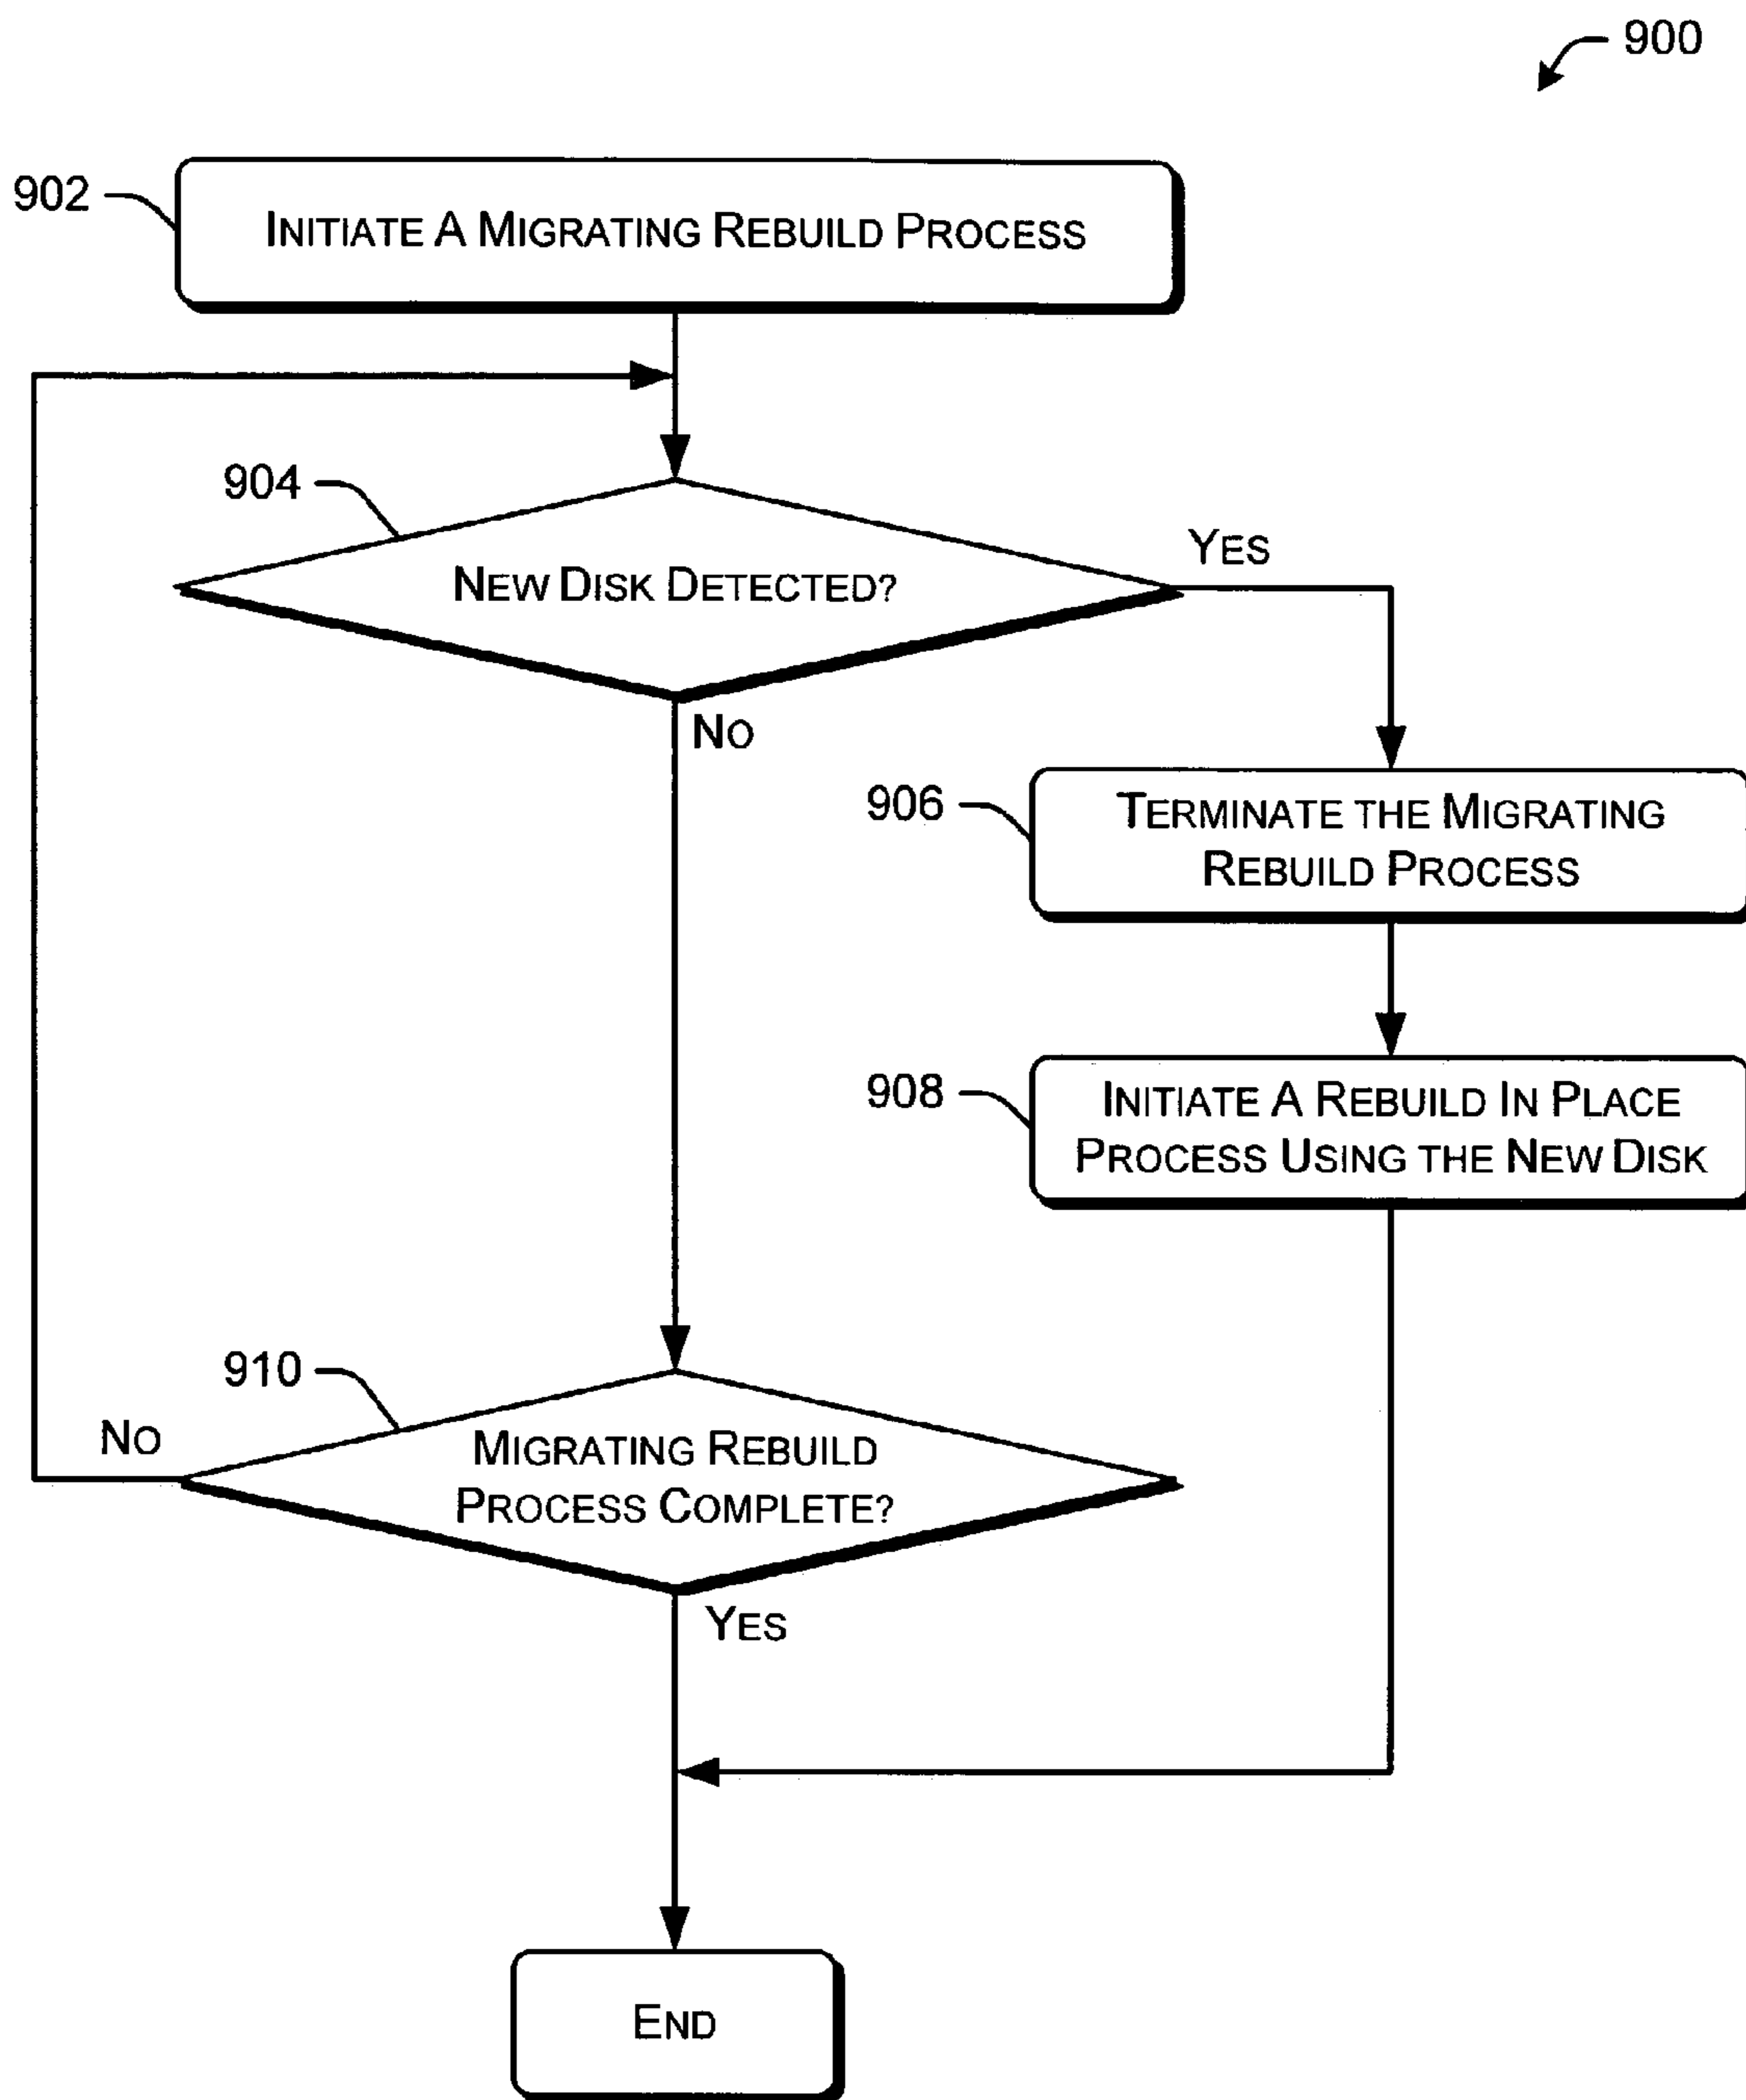 900
902
INITIATE A MIGRATING REBUILD PROCESS
904
NEW DISK DETECTED?
YES
NO
906
TERMINATE THE MIGRATING
REBUILD PROCESS
908
INITIATE A REBUILD IN PLACE
PROCESS USING THE NEW DISK
910
NO
MIGRATING REBUILD
PROCESS COMPLETE?
YES
END